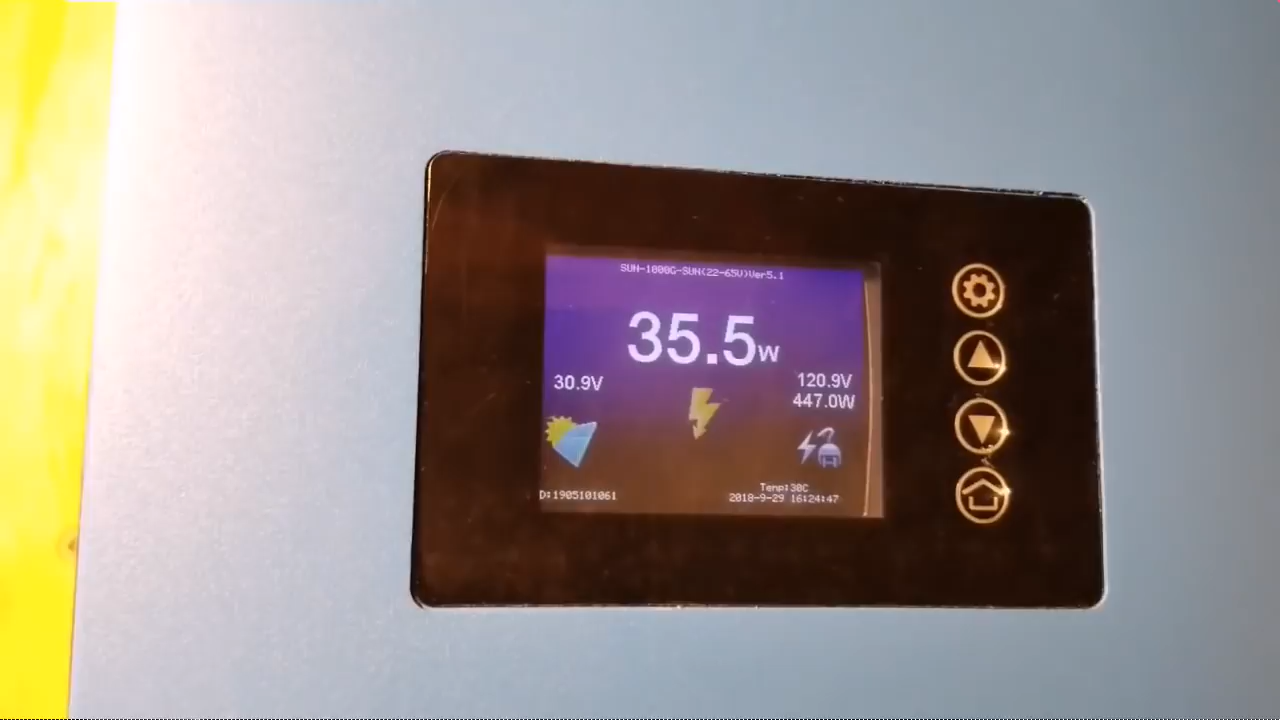 SUN-1000G-SUN(22-65V)Ver5.1
35.5W
30.9V
120.9V
447.0W
Temp:30C
D:1905101061
2018-9-29 16:24:47